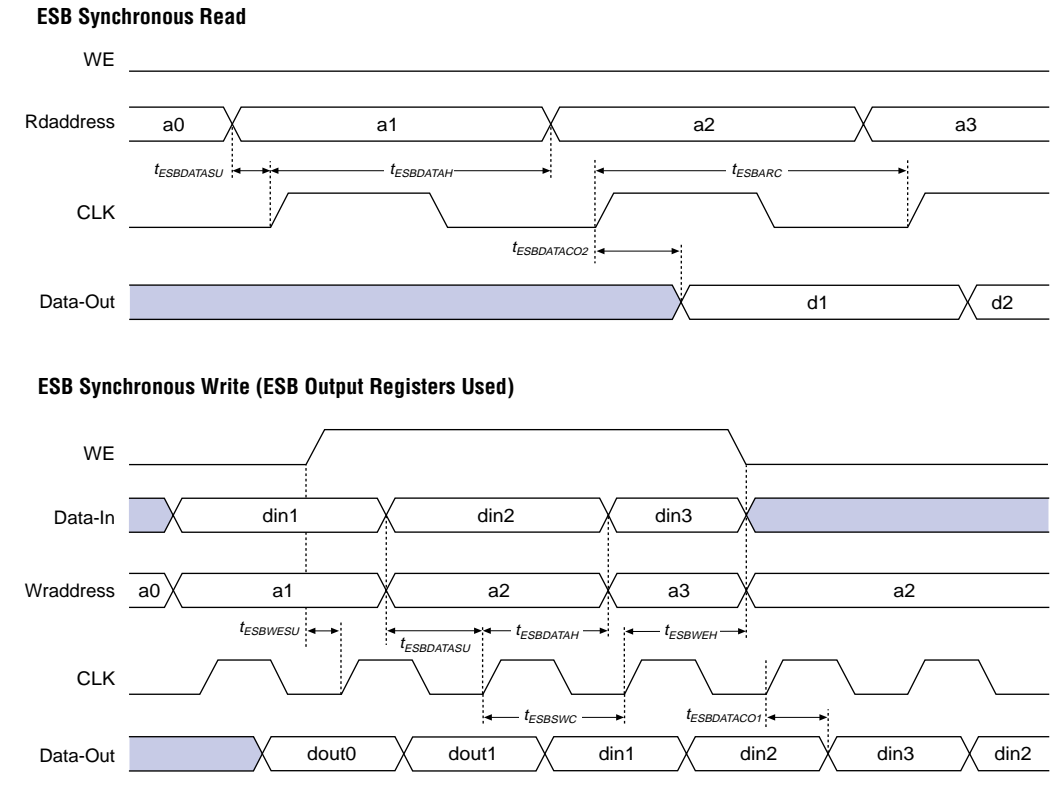 ESB Synchronous Read
WE
Rdaddress a0 a1 a2 a3
tESBDATASU tESBDATAH tESBARC
CLK
tESBDATACO2
Data-Out d1 d2
ESB Synchronous Write (ESB Output Registers Used)
WE
Data-In din1 din2 din3
Wraddress a0 a1 a2 a3 a2
tESBWESU tESBDATASU tESBDATAH tESBWEH
CLK
tESBSWC tESBDATACO1
Data-Out dout0 dout1 din1 din2 din3 din2